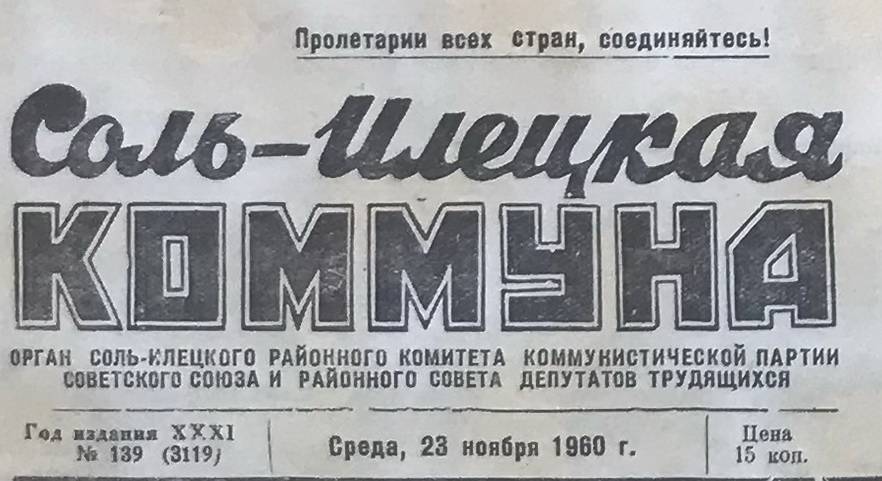 Пролетарии всех стран, соединяйтесь!
Соль-Илецкая
КОММУНА
ОРГАН СОЛЬ-ИЛЕЦКОГО РАЙОННОГО КОМИТЕТА КОММУНИСТИЧЕСКОЙ ПАРТИИ
СОВЕТСКОГО СОЮЗА И РАЙОННОГО СОВЕТА ДЕПУТАТОВ ТРУДЯЩИХСЯ
Год издания XXXI
№ 139 (3119)
Среда, 23 ноября 1960 г.
Цена
15 коп.